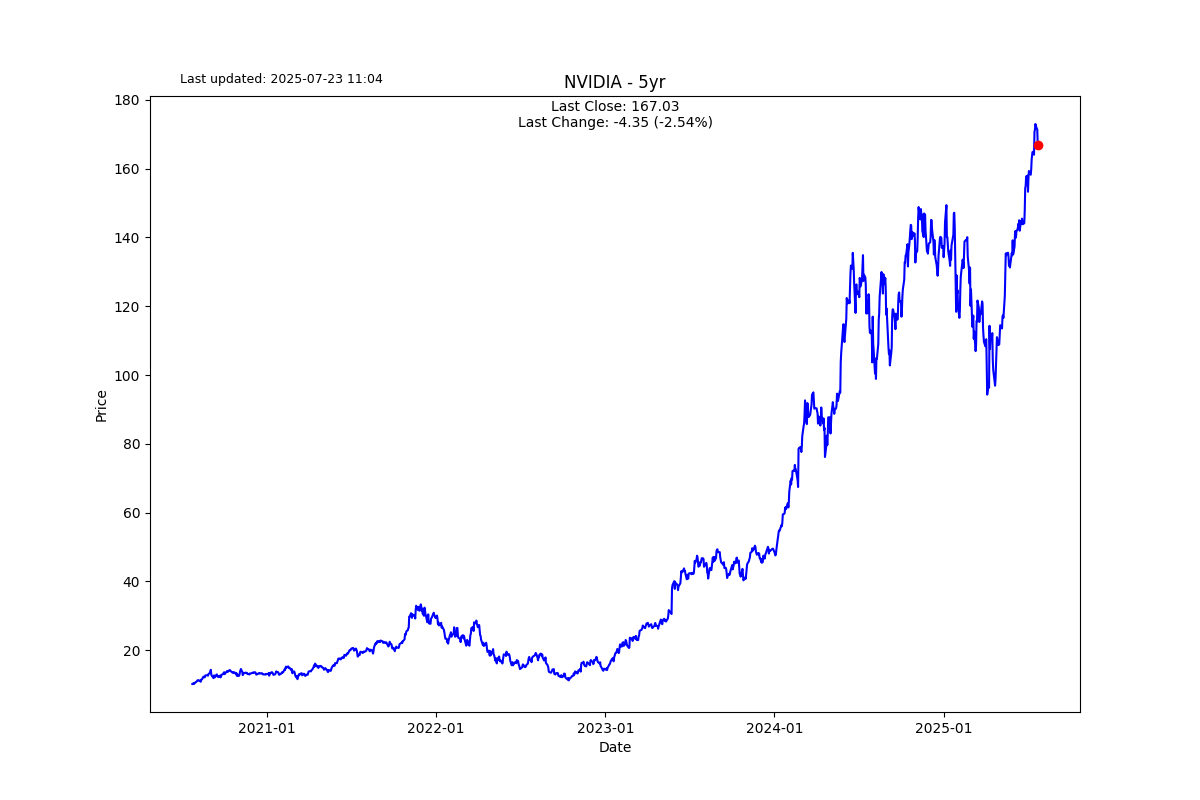 Last updated: 2025-07-23 11:04
NVIDIA - 5yr
Last Close: 167.03
Last Change: -4.35 (-2.54%)
180
160
140
120
100
80
60
40
20
Price
2021-01
2022-01
2023-01
2024-01
2025-01
Date